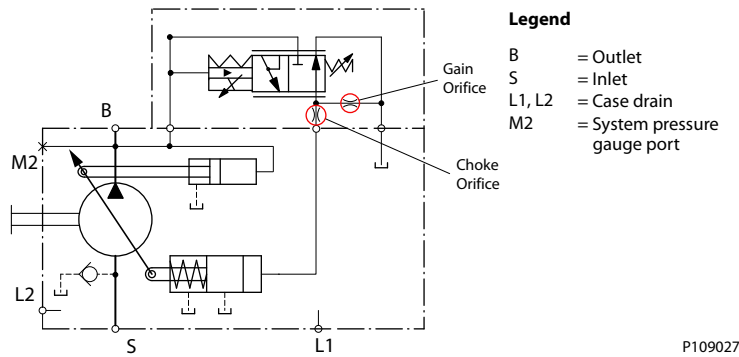 Legend
B = Outlet
S = Inlet
L1, L2 = Case drain
M2 = System pressure
gauge port
Gain
Orifice
Choke
Orifice
B
M2
L2
S
L1
P109027